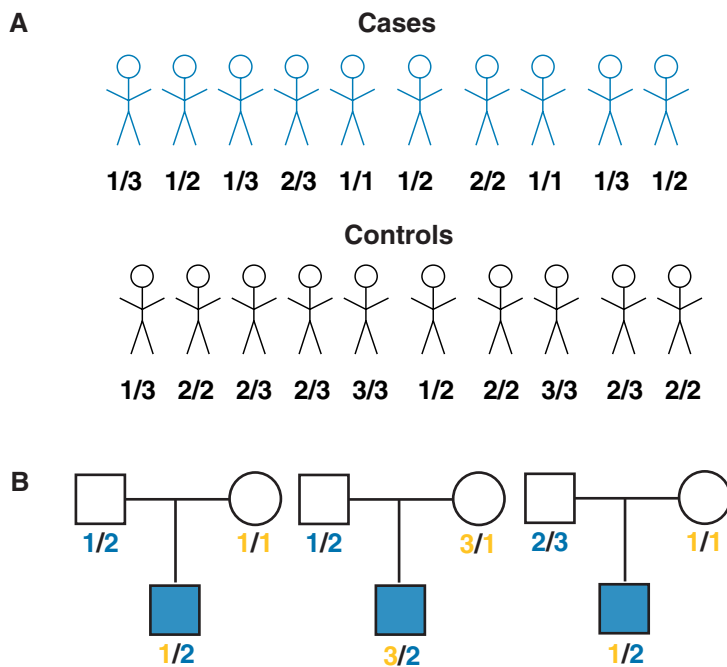 A
Cases
1/3 1/2 1/3 2/3 1/1 1/2 2/2 1/1 1/3 1/2
Controls
1/3 2/2 2/3 2/3 3/3 1/2 2/2 3/3 2/3 2/2
B
1/2 1/1 1/2 3/1 2/3 1/1
1/2 3/2 1/2